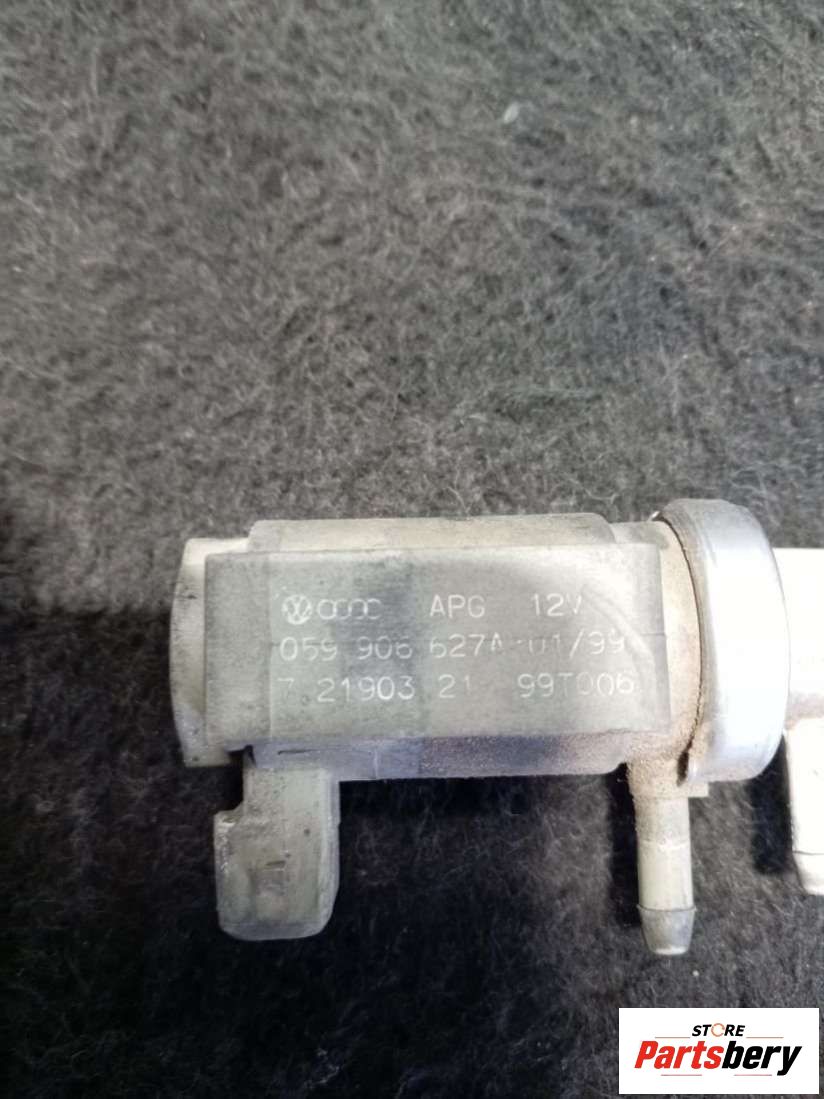 APG 12V
059 906 627A-01/99
7.21903 21 99T006
STORE
Partsbery